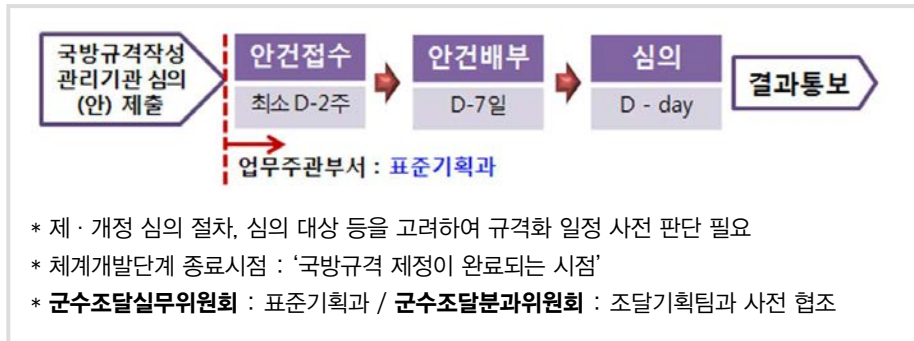 국방규격작성
관리기관 심의
(안) 제출
안건접수
최소 D-2주
안건배부
D-7일
심의
D - day
결과통보
업무주관부서 : 표준기획과
* 제 · 개정 심의 절차, 심의 대상 등을 고려하여 규격화 일정 사전 판단 필요
* 체계개발단계 종료시점 : ‘국방규격 제정이 완료되는 시점’
* 군수조달실무위원회 : 표준기획과 / 군수조달분과위원회 : 조달기획팀과 사전 협조